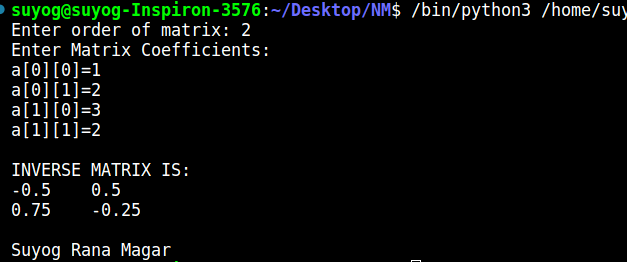 suyog@suyog-Inspiron-3576:~/Desktop/NM$ /bin/python3 /home/suy
Enter order of matrix: 2
Enter Matrix Coefficients:
a[0][0]=1
a[0][1]=2
a[1][0]=3
a[1][1]=2
INVERSE MATRIX IS:
-0.5 0.5
0.75 -0.25
Suyog Rana Magar